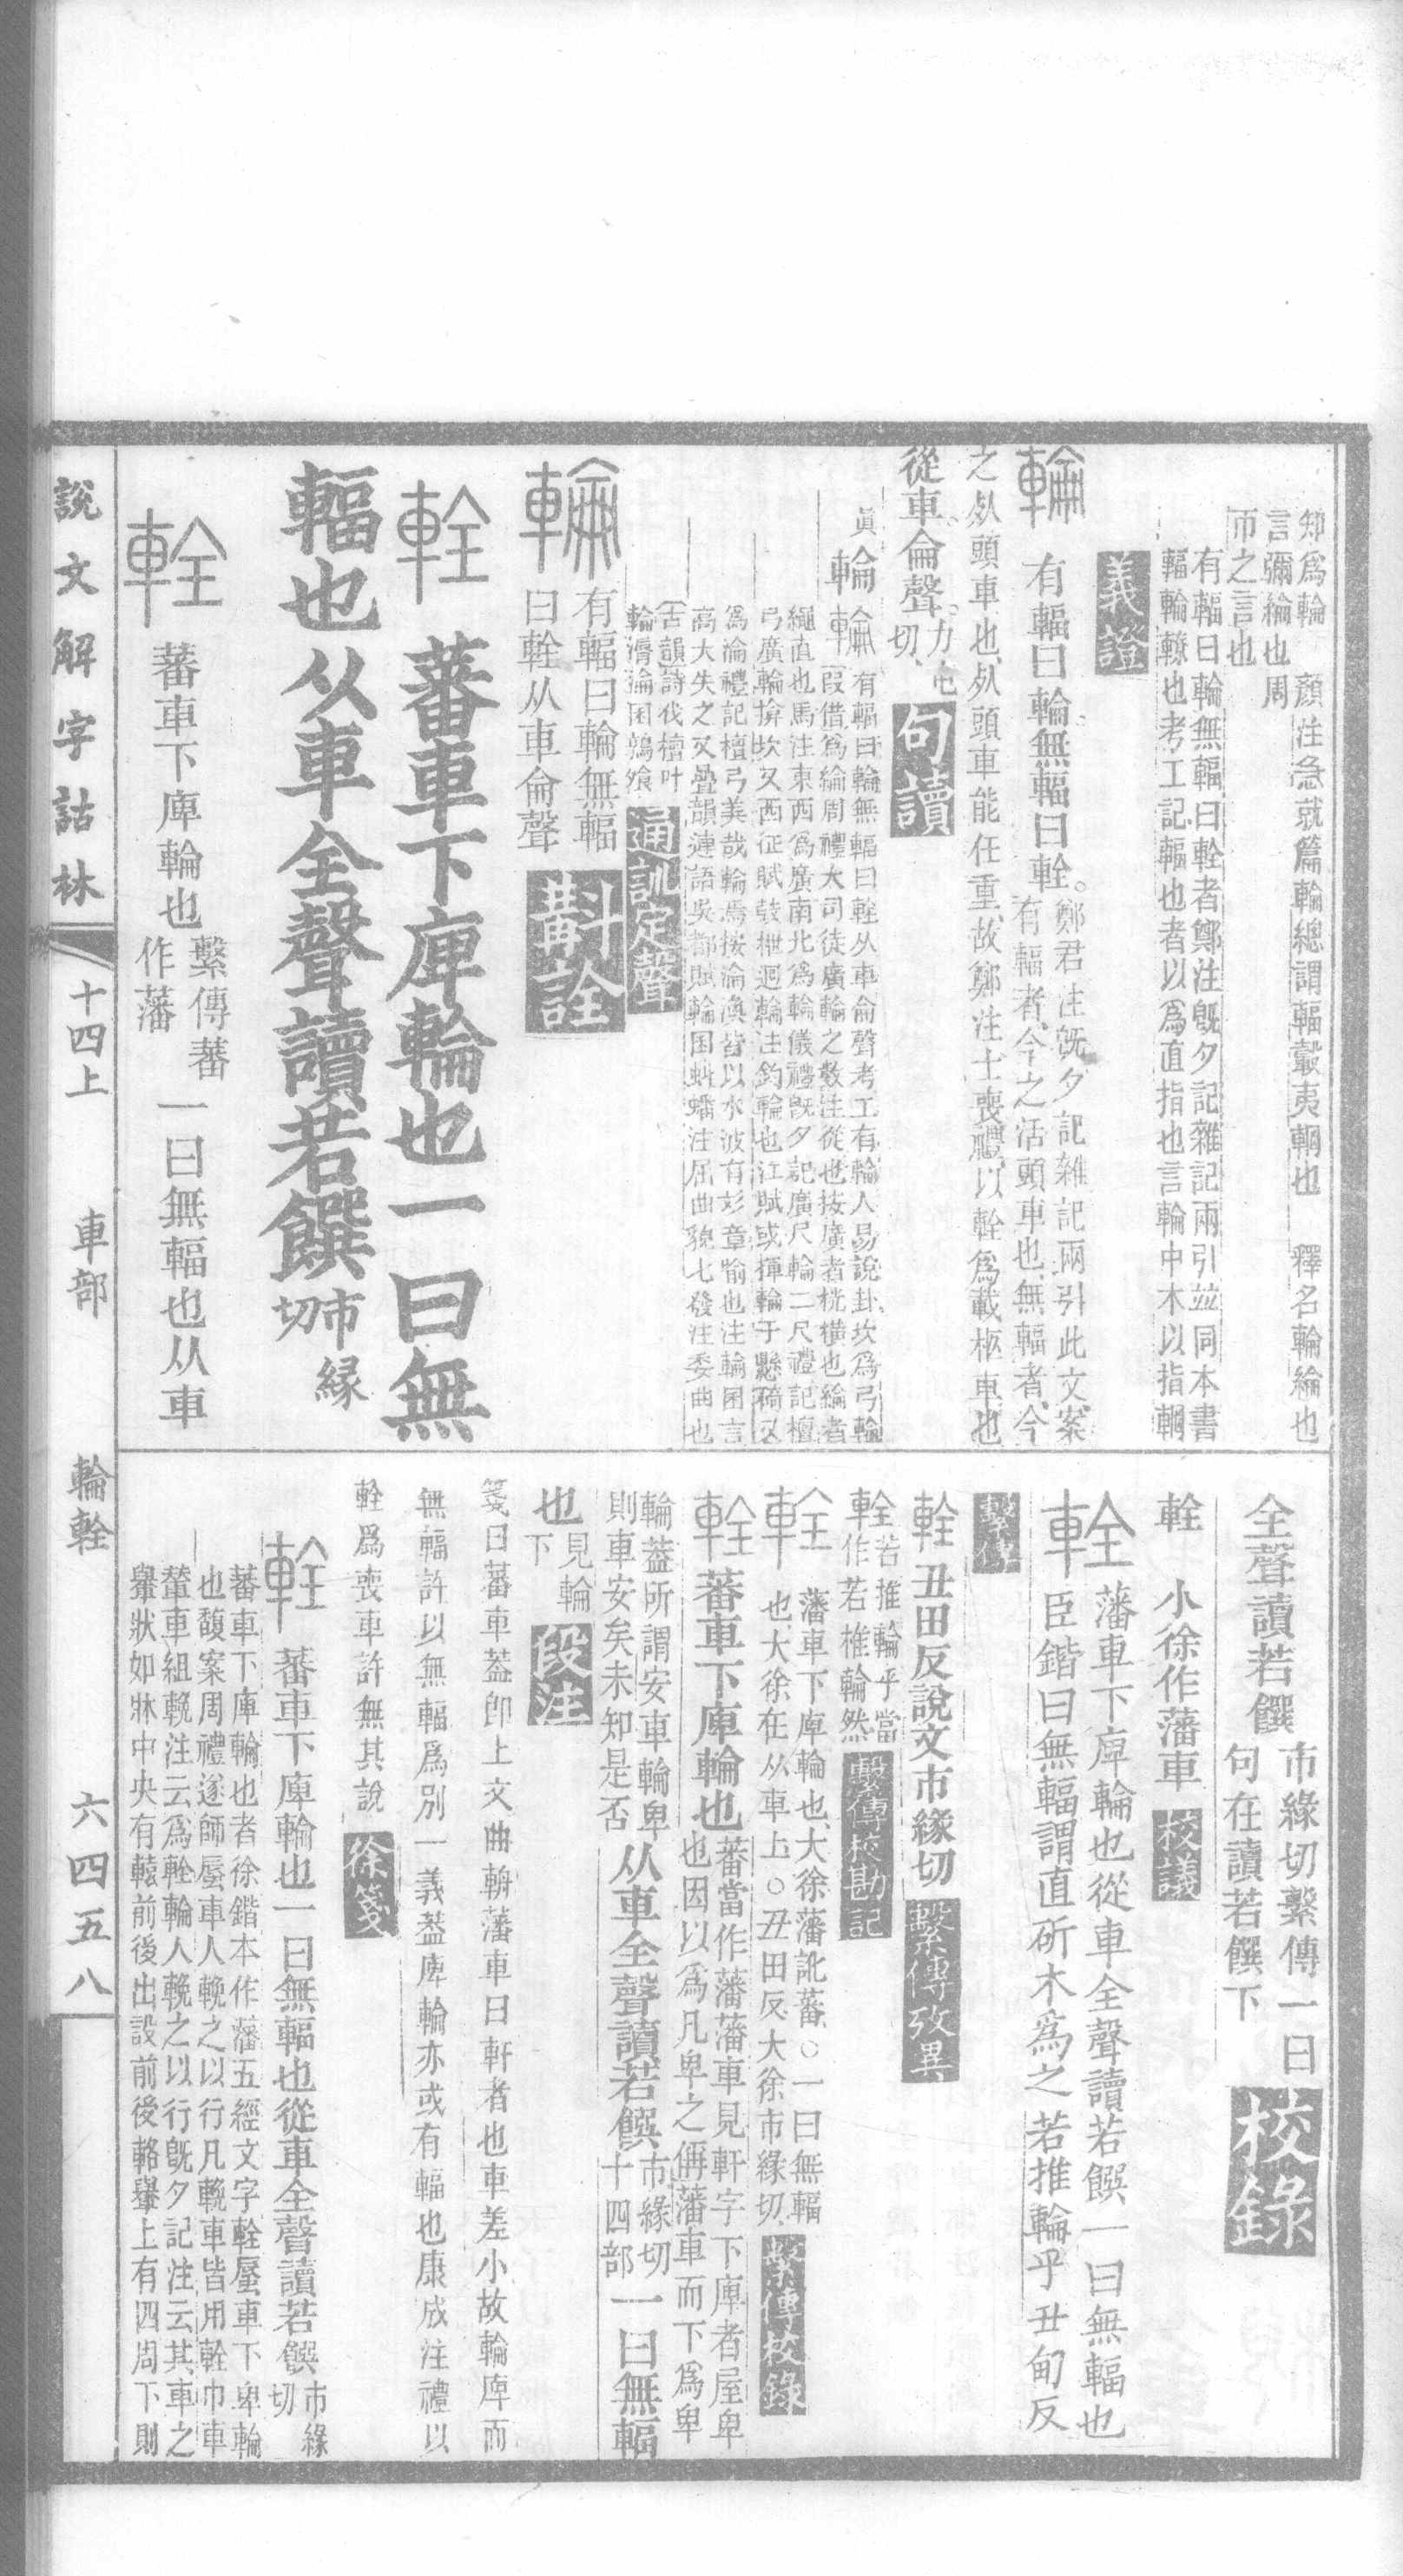 知爲輪 顏注急就篇輪總謂輻轂夷輞也 釋名輪綸也
言彌綸也周
帀之言也
有輻曰輪無輻曰輇者鄭注旣夕記雜記兩引竝同本書
輻輪轑也考工記輻也者以爲直指也言輪中木以指輞
義證
輪 有輻曰輪無輻曰輇。鄭君注旣夕記雜記兩引此文案
有輻者今之活頭車也無輻者今
之㕚頭車也㕚頭車能任重故鄭注士喪禮以輇爲載柩車也
從車侖聲。力屯
切
句讀
眞 輪 輪 有輻曰輪無輻曰輇从車侖聲考工有輪人易說卦坎爲弓輪
叚借爲綸周禮大司徒廣輪之數注從也按廣者桄橫也綸者
繩直也馬注東西爲廣南北爲輪儀禮旣夕記廣尺輪二尺禮記檀
弓廣輪揜坎又西征賦鼓枻迴輪注釣輪也江賦或揮輪于懸碕又
爲淪禮記檀弓美哉輪焉按淪漣皆以水波有彣章喻也注輪囷言
高大失之又疊韻連語吳都賦輪囷蚪蟠注屈曲貌七發注委曲也
古韻詩伐檀叶
輪漘淪囷鶉飧
通訓定聲
輪 有輻曰輪無輻
曰輇从車侖聲
斠詮
輇 蕃車下庳輪也一曰無
輻也从車全聲讀若饌 市緣
切
輇 蕃車下庳輪也 繫傳蕃
作藩 一曰無輻也从車
全聲讀若饌 市緣切繫傳一曰
句在讀若饌下
校錄
輇 小徐作藩車
校議
輇 藩車下庳輪也從車全聲讀若饌一曰無輻也
臣鍇曰無輻謂直斫木爲之若推輪乎丑甸反
繫傳
輇 丑田反說文市緣切
繫傳攷異
輇 若推輪乎當
作若椎輪然
繫傳校勘記
輇 藩車下庳輪也大徐藩訛蕃○一曰無輻
也大徐在从車上○丑田反大徐市緣切
繫傳校錄
輇 蕃車下庳輪也 蕃當作藩藩車見軒字下庳者屋卑
也因以爲凡卑之偁藩車而下爲卑
輪蓋所謂安車輪卑
則車安矣未知是否 从車全聲讀若饌 市緣切
十四部 一曰無輻
也 見輪
下
段注
箋曰蕃車蓋卽上文曲輈藩車曰軒者也車差小故輪庳而
無輻許以無輻爲別一義葢庳輪亦或有輻也康成注禮以
輇爲喪車許無其說
徐箋
輇 蕃車下庳輪也一曰無輻也從車全聲讀若饌 市緣
切
蕃車下庳輪也者徐鍇本作藩五經文字輇蜃車下卑輪
也馥案周禮遂師蜃車人輓之以行凡輓車皆用輇巾車
輦車組輓注云爲輇輪人輓之以行旣夕記注云其車之
轝狀如牀中央有轅前後出設前後輅轝上有四周下則
說文解字詁林 十四上 車部 輪輇 六四五八